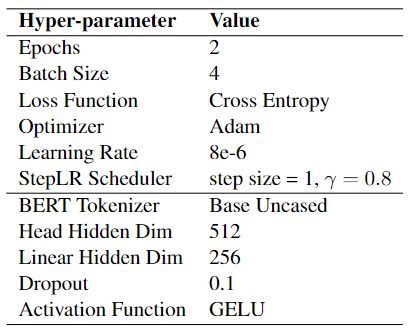 Hyper-parameter Value
Epochs 2
Batch Size 4
Loss Function Cross Entropy
Optimizer Adam
Learning Rate 8e-6
StepLR Scheduler step size = 1, γ = 0.8
BERT Tokenizer Base Uncased
Head Hidden Dim 512
Linear Hidden Dim 256
Dropout 0.1
Activation Function GELU